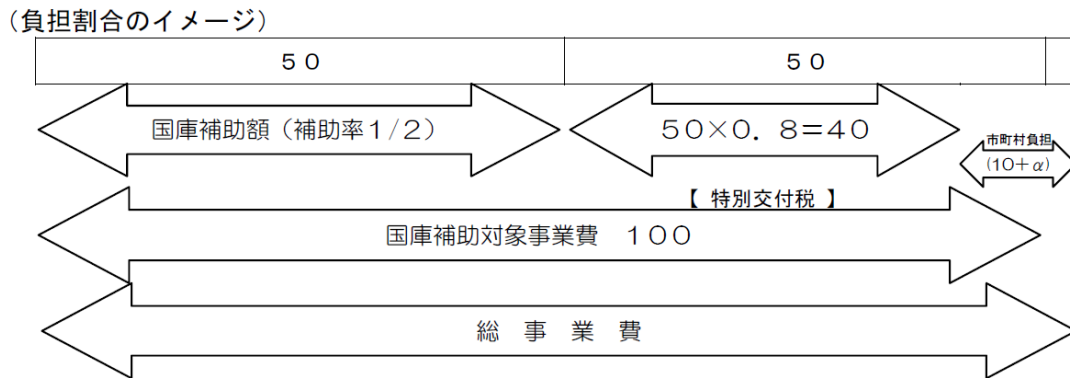 （負担割合のイメージ）
５０ ５０
国庫補助額（補助率１/２） ５０×０．８＝４０
市町村負担
(10＋α)
【 特別交付税 】
国庫補助対象事業費 １００
総 事 業 費